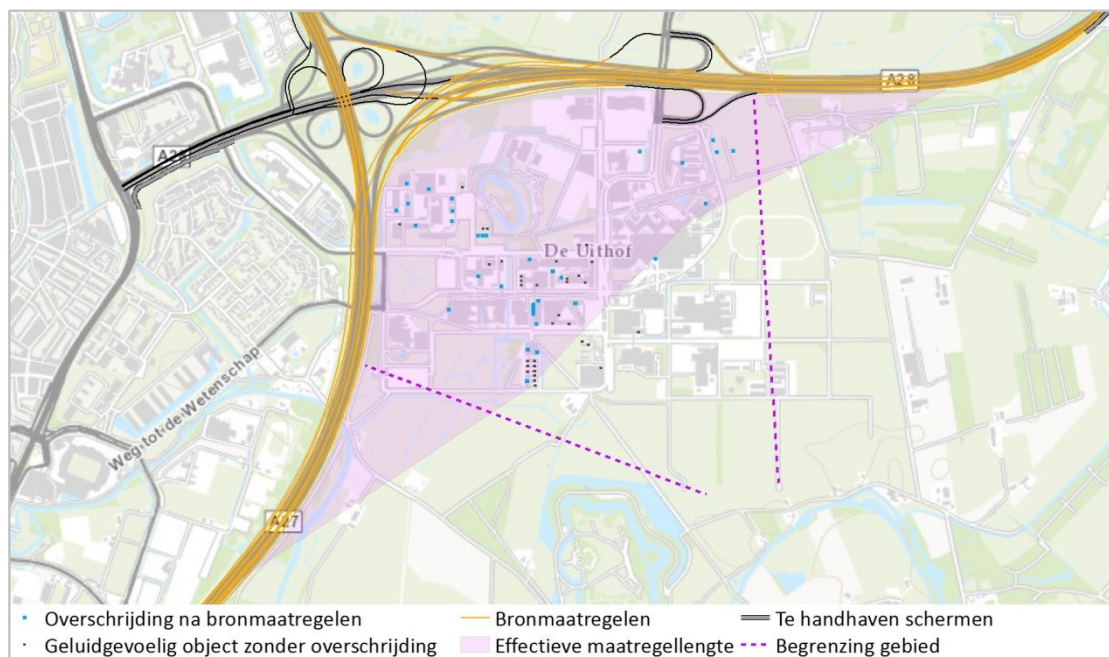 A28
A28
De Uithof
Weg tot de Wetenschap
A27
Overschrijding na bronmaatregelen
Bronmaatregelen
Te handhaven schermen
Geluidgevoelig object zonder overschrijding
Effectieve maatregellengte
Begrenzing gebied